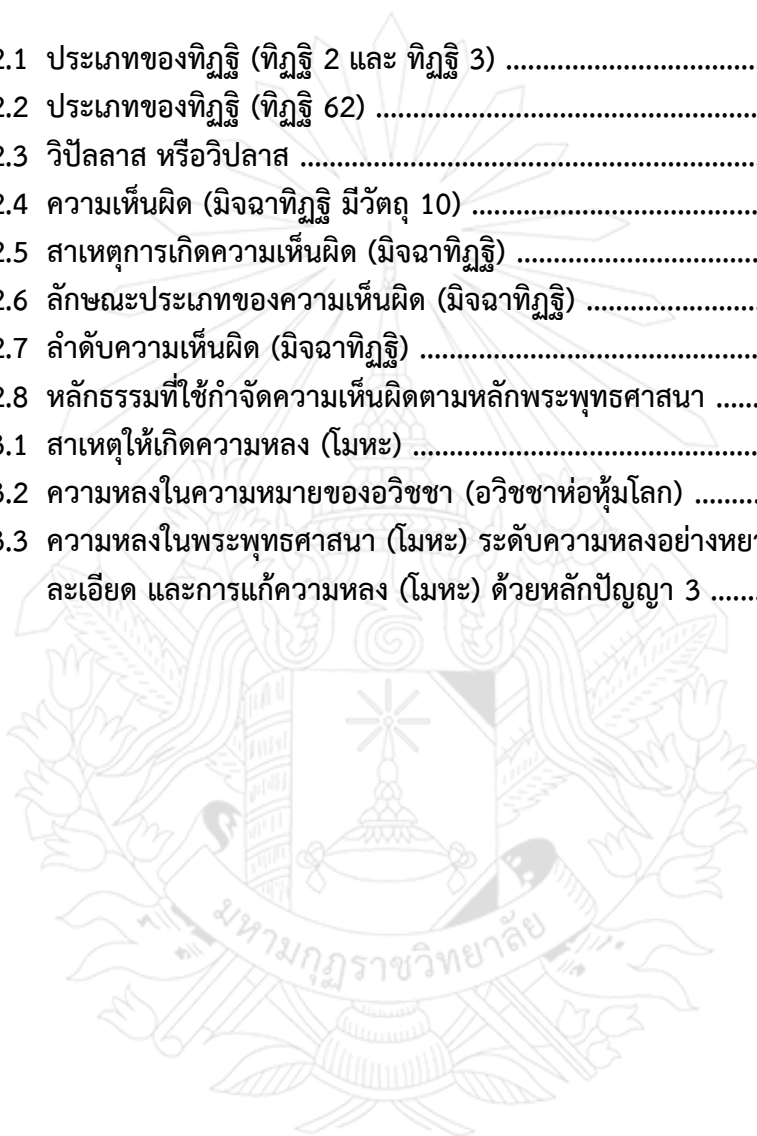 2.1 ประเภทของทิฏฐิ (ทิฏฐิ 2 และ ทิฏฐิ 3) ..................................
2.2 ประเภทของทิฏฐิ (ทิฏฐิ 62) ....................................................
2.3 วิปัลลาส หรือวิปลาส ..............................................................
2.4 ความเห็นผิด (มิจฉาทิฏฐิ มีวัตถุ 10) .......................................
2.5 สาเหตุการเกิดความเห็นผิด (มิจฉาทิฏฐิ) .................................
2.6 ลักษณะประเภทของความเห็นผิด (มิจฉาทิฏฐิ) .......................
2.7 ลำดับความเห็นผิด (มิจฉาทิฏฐิ) ..............................................
2.8 หลักธรรมที่ใช้กำจัดความเห็นผิดตามหลักพระพุทธศาสนา ......
3.1 สาเหตุให้เกิดความหลง (โมหะ) ...............................................
3.2 ความหลงในความหมายของอวิชชา (อวิชชาห่อหุ้มโลก) .........
3.3 ความหลงในพระพุทธศาสนา (โมหะ) ระดับความหลงอย่างหยา
ละเอียด และการแก้ความหลง (โมหะ) ด้วยหลักปัญญา 3 .......
มหามกุฏราชวิทยาลัย